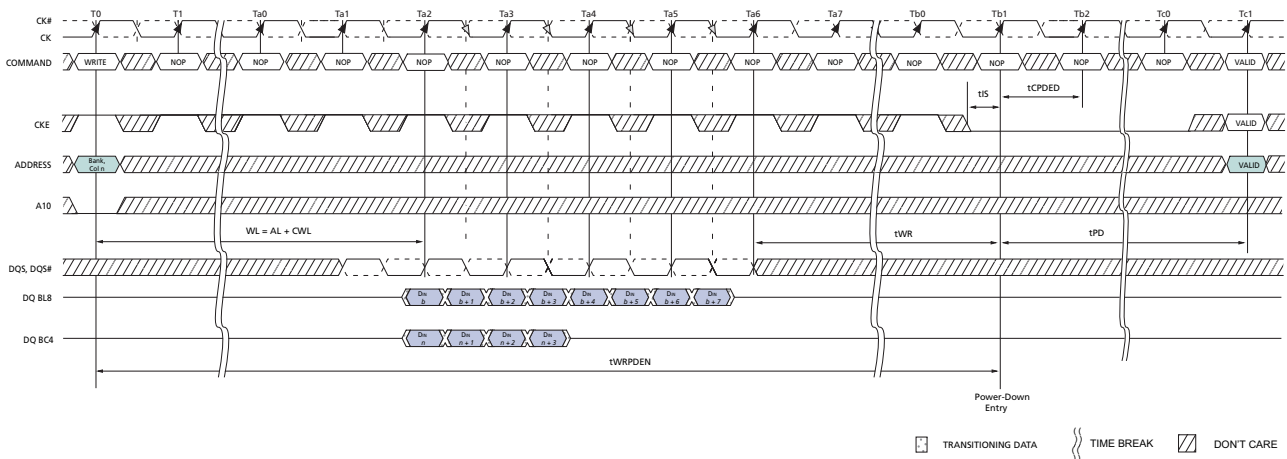 T0 T1 Ta0 Ta1 Ta2 Ta3 Ta4 Ta5 Ta6 Ta7 Tb0 Tb1 Tb2 Tc0 Tc1
CK#
CK
COMMAND WRITE NOP NOP NOP NOP NOP NOP NOP NOP NOP NOP NOP NOP NOP VALID
tIS tCPDED
CKE VALID
ADDRESS Bank, Col n VALID
A10
WL = AL + CWL tWR tPD
DQS, DQS#
DQ BL8 DIN b DIN b + 1 DIN b + 2 DIN b + 3 DIN b + 4 DIN b + 5 DIN b + 6 DIN b + 7
DQ BC4 DIN n DIN n + 1 DIN n + 2 DIN n + 3
tWRPDEN
Power-Down
Entry
TRANSITIONING DATA TIME BREAK DON'T CARE